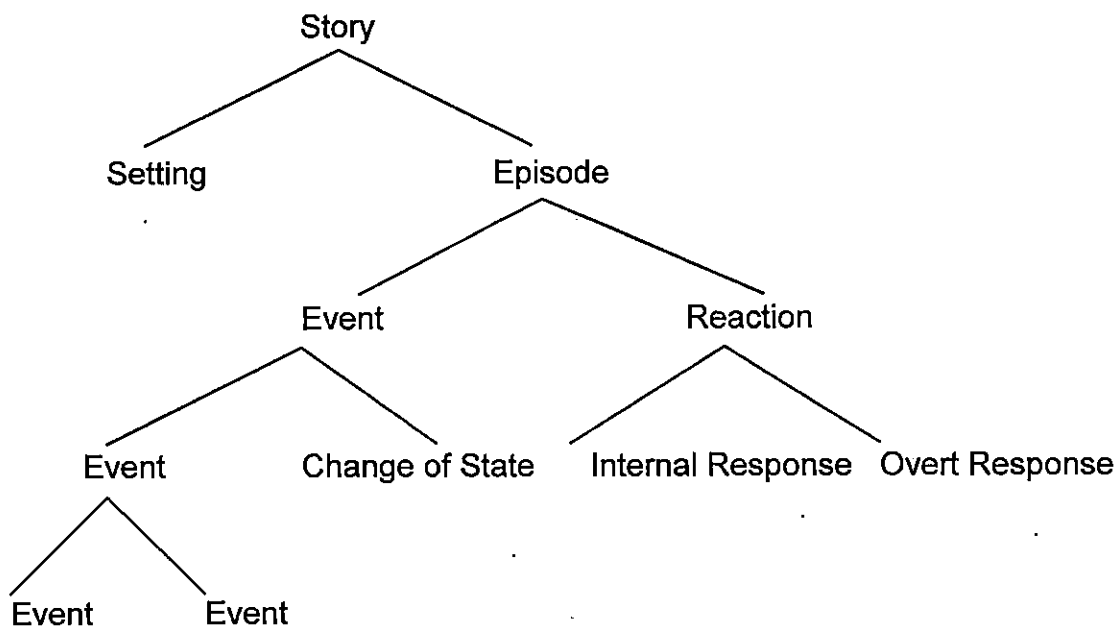 Story
Setting Episode
Event Reaction
Event Change of State Internal Response Overt Response
Event Event